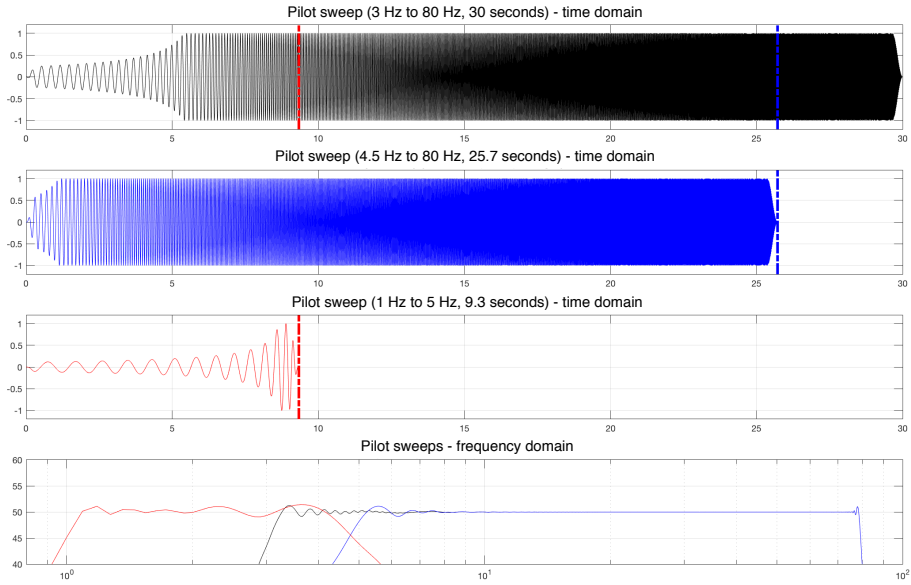 Pilot sweep (3 Hz to 80 Hz, 30 seconds) - time domain
1
0.5
0
-0.5
-1
0 5 10 15 20 25 30
Pilot sweep (4.5 Hz to 80 Hz, 25.7 seconds) - time domain
1
0.5
0
-0.5
-1
0 5 10 15 20 25 30
Pilot sweep (1 Hz to 5 Hz, 9.3 seconds) - time domain
1
0.5
0
-0.5
-1
0 5 10 15 20 25 30
Pilot sweeps - frequency domain
60
55
50
45
40
10⁰ 10¹ 10²